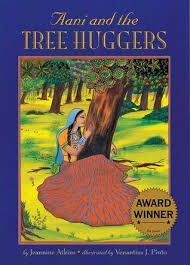 Aani and the
TREE HUGGERS
AWARD
WINNER
by Jeannine Atkins illustrated by Venantius J. Pinto